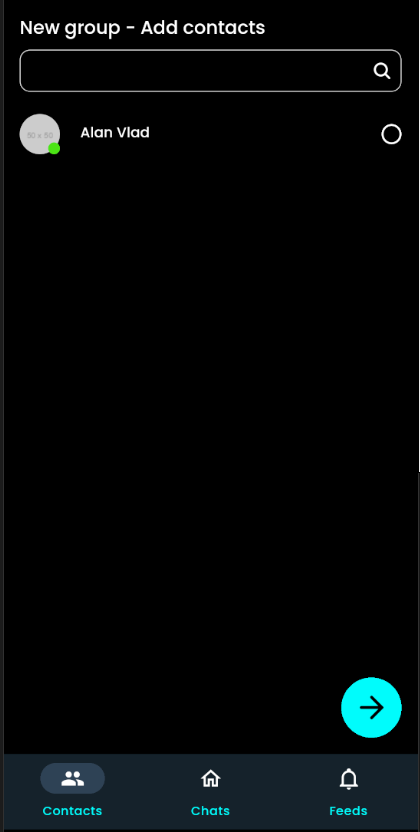 New group - Add contacts
50 x 50
Alan Vlad
Contacts
Chats
Feeds